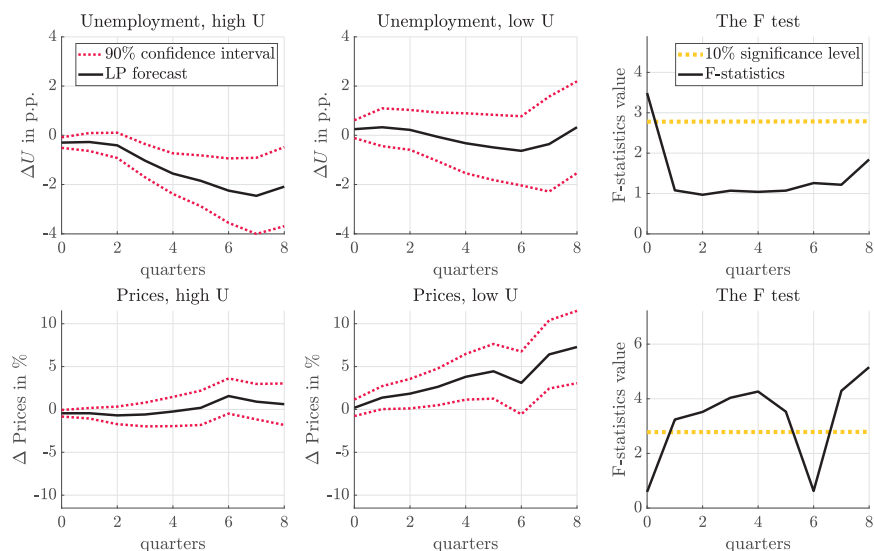 Unemployment, high U
4
2
0
-2
-4
0 2 4 6 8
ΔU in p.p.
quarters
90% confidence interval
LP forecast
Unemployment, low U
4
2
0
-2
-4
0 2 4 6 8
ΔU in p.p.
quarters
The F test
4
3
2
1
0
0 2 4 6 8
F-statistics value
quarters
10% significance level
F-statistics
Prices, high U
10
5
0
-5
-10
0 2 4 6 8
Δ Prices in %
quarters
Prices, low U
10
5
0
-5
-10
0 2 4 6 8
Δ Prices in %
quarters
The F test
6
4
2
0
0 2 4 6 8
F-statistics value
quarters